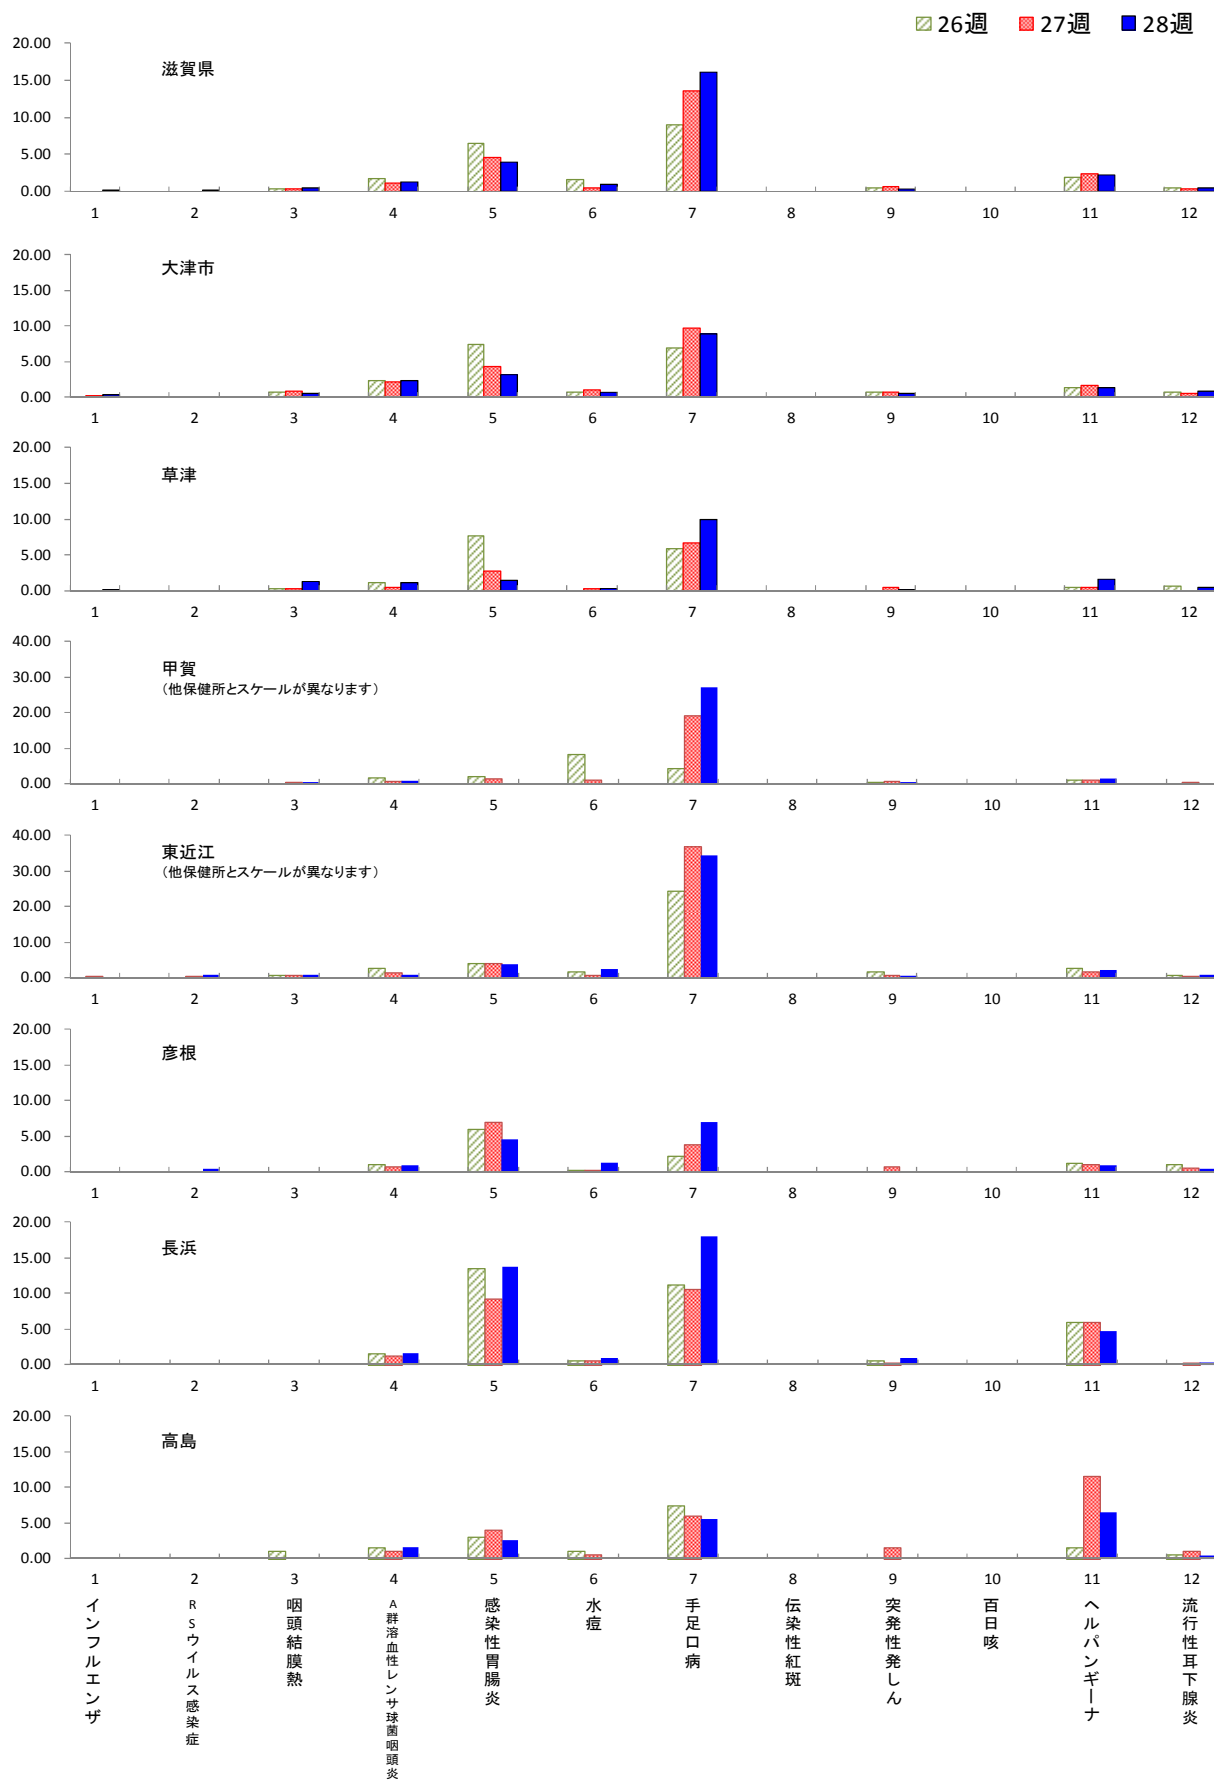 26週 27週 28週
20.00
15.00
10.00
5.00
0.00
滋賀県
1 2 3 4 5 6 7 8 9 10 11 12
20.00
15.00
10.00
5.00
0.00
大津市
1 2 3 4 5 6 7 8 9 10 11 12
20.00
15.00
10.00
5.00
0.00
草津
1 2 3 4 5 6 7 8 9 10 11 12
40.00
30.00
20.00
10.00
0.00
甲賀
（他保健所とスケールが異なります）
1 2 3 4 5 6 7 8 9 10 11 12
40.00
30.00
20.00
10.00
0.00
東近江
（他保健所とスケールが異なります）
1 2 3 4 5 6 7 8 9 10 11 12
20.00
15.00
10.00
5.00
0.00
彦根
1 2 3 4 5 6 7 8 9 10 11 12
20.00
15.00
10.00
5.00
0.00
長浜
1 2 3 4 5 6 7 8 9 10 11 12
20.00
15.00
10.00
5.00
0.00
高島
1 2 3 4 5 6 7 8 9 10 11 12
インフルエンザ
RSウイルス感染症
咽頭結膜熱
A群溶血性レンサ球菌咽頭炎
感染性胃腸炎
水痘
手足口病
伝染性紅斑
突発性発しん
百日咳
ヘルパンギーナ
流行性耳下腺炎